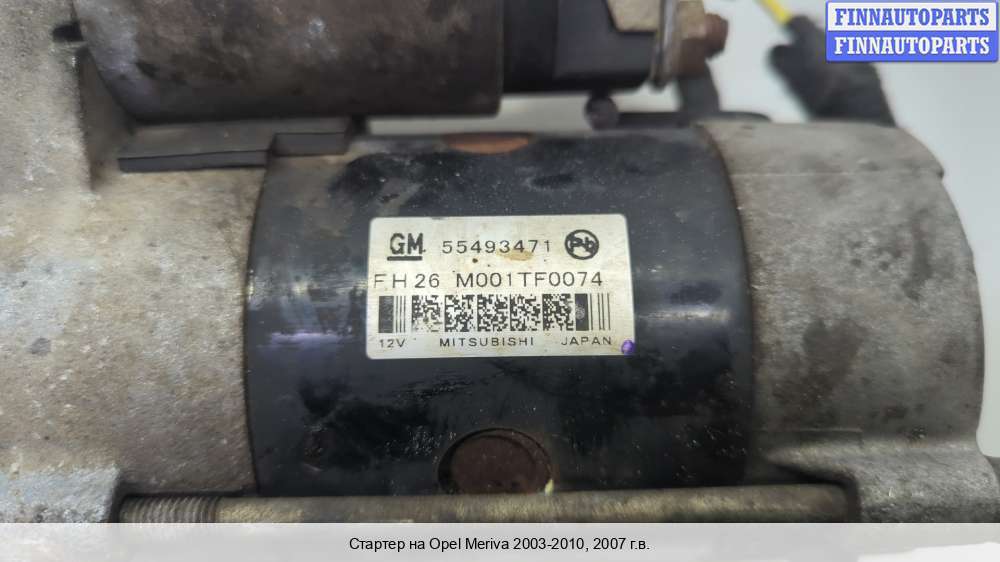 FINNAUTOPARTS
FINNAUTOPARTS
GM 55493471 Pb
FH26 M001TF0074
12V MITSUBISHI JAPAN
Стартер на Opel Meriva 2003-2010, 2007 г.в.